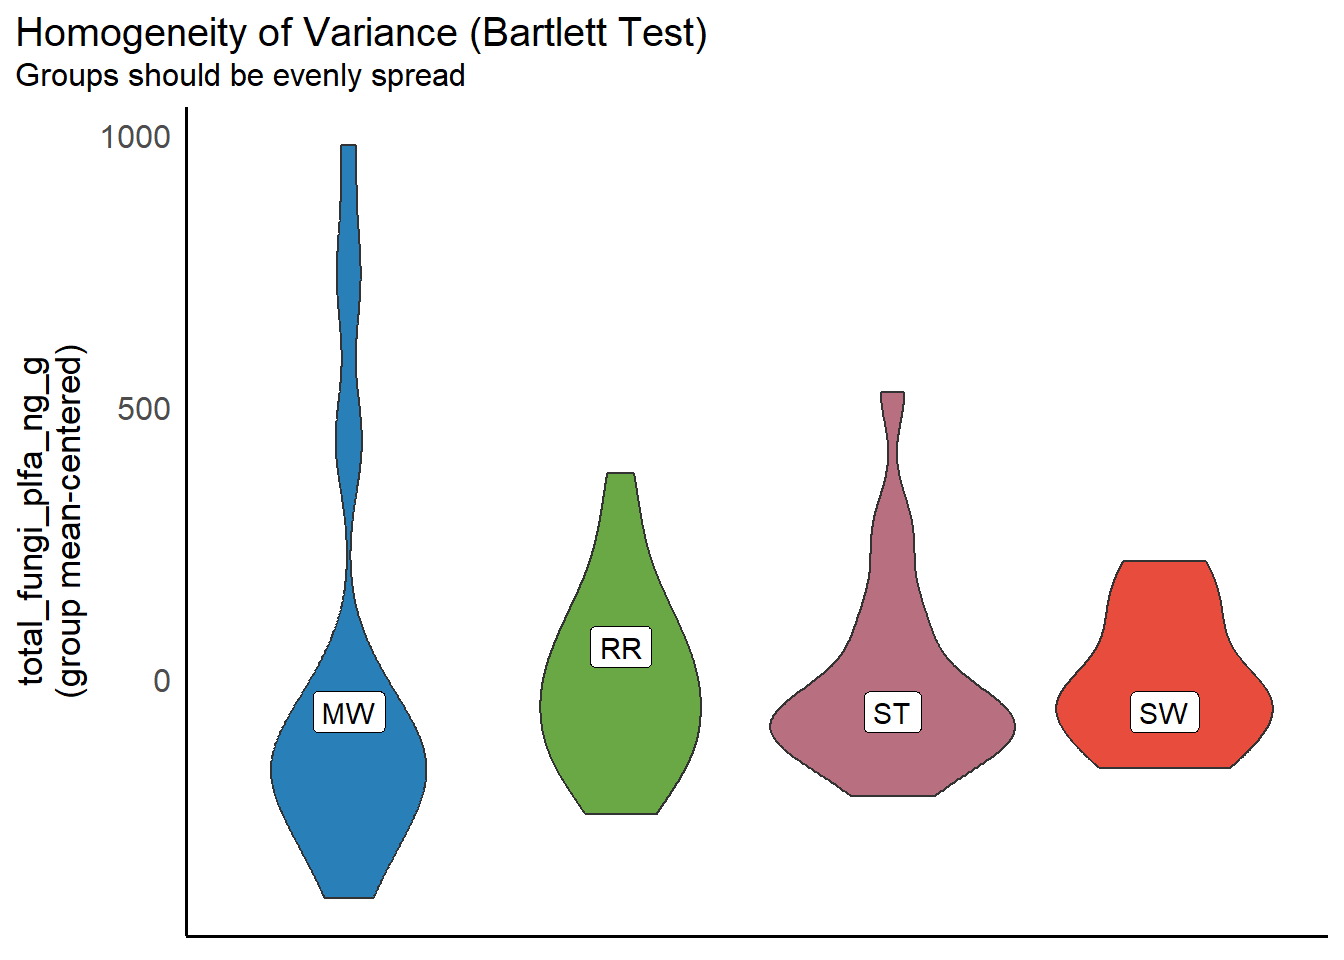 Homogeneity of Variance (Bartlett Test)
Groups should be evenly spread
total_fungi_plfa_ng_g
(group mean-centered)
1000
500
0
MW
RR
ST
SW